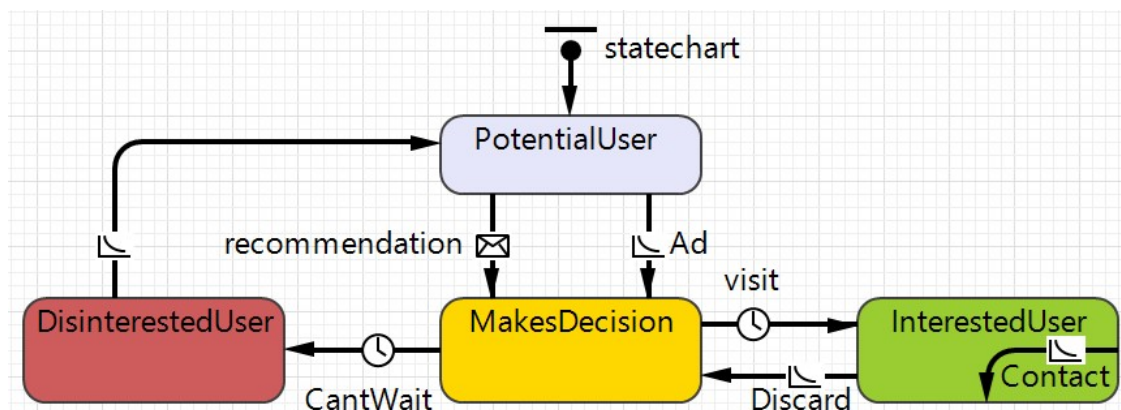 statechart
PotentialUser
recommendation
Ad
visit
DisinterestedUser
MakesDecision
InterestedUser
Contact
CantWait
Discard